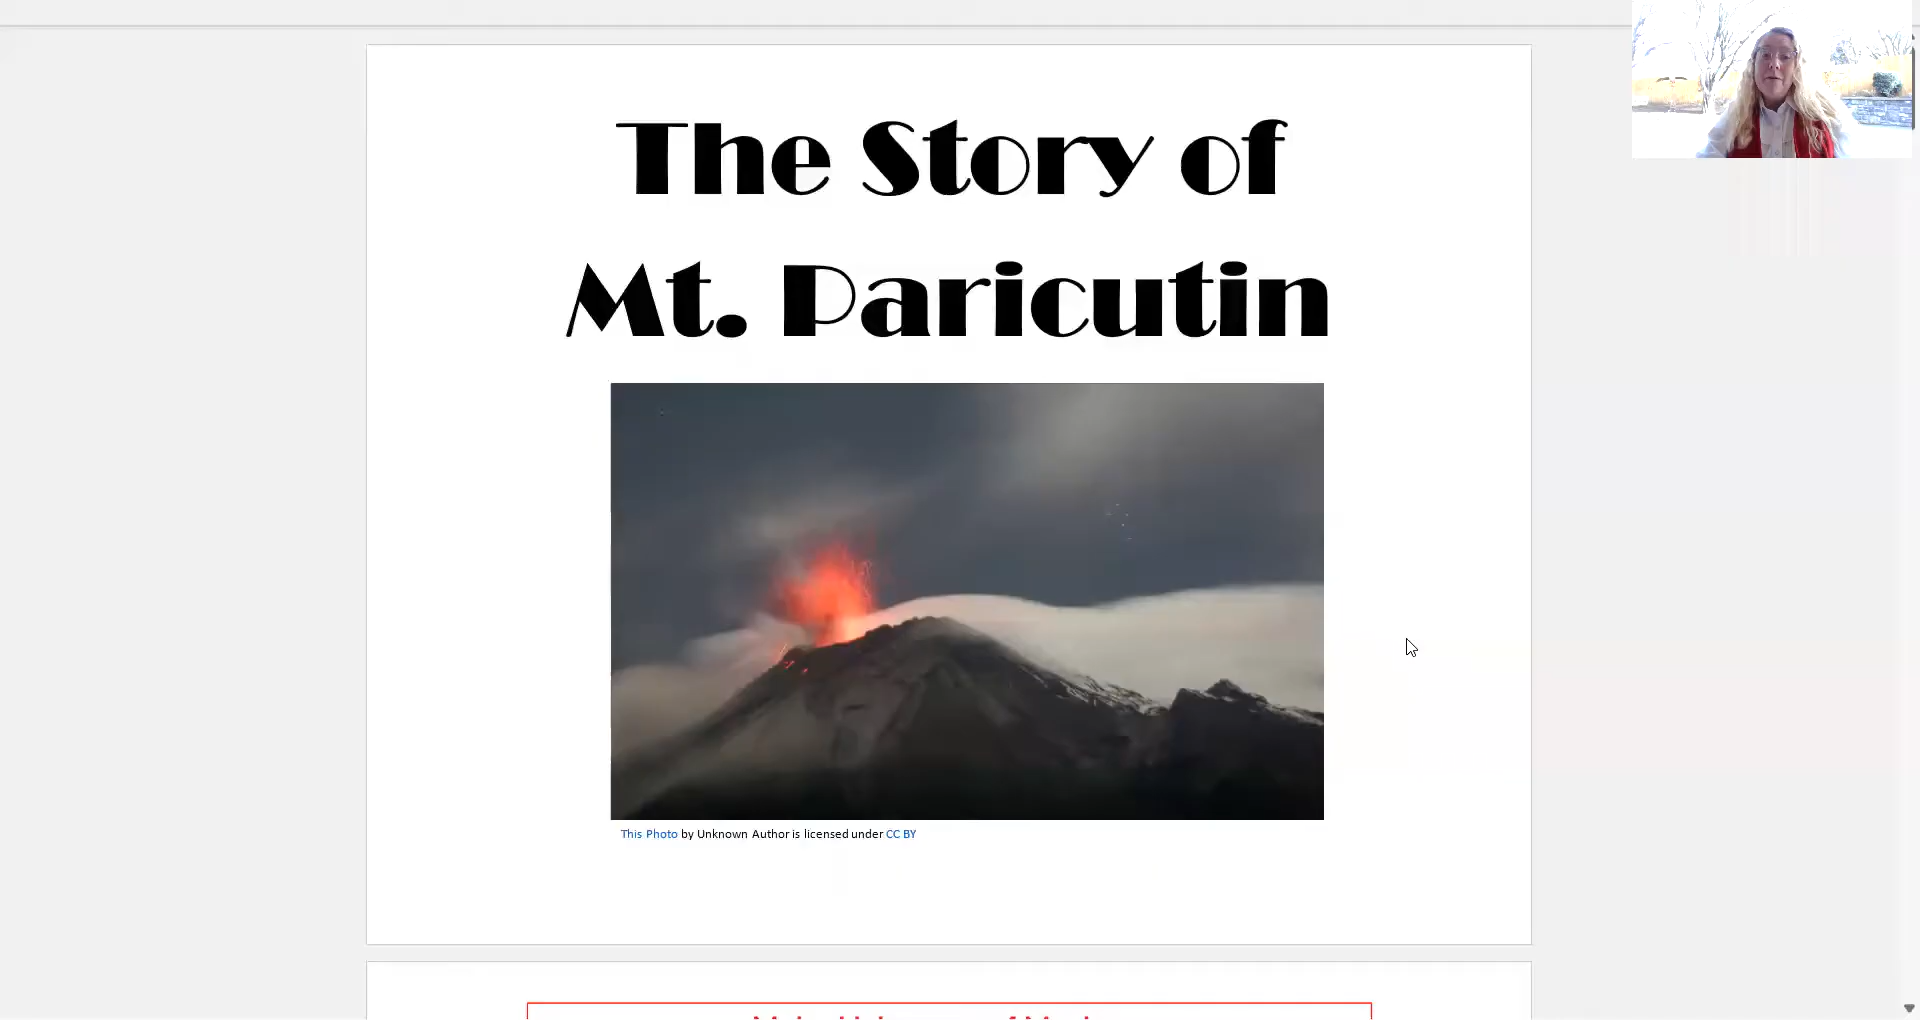 The Story of
Mt. Paricutin
This Photo by Unknown Author is licensed under CC BY